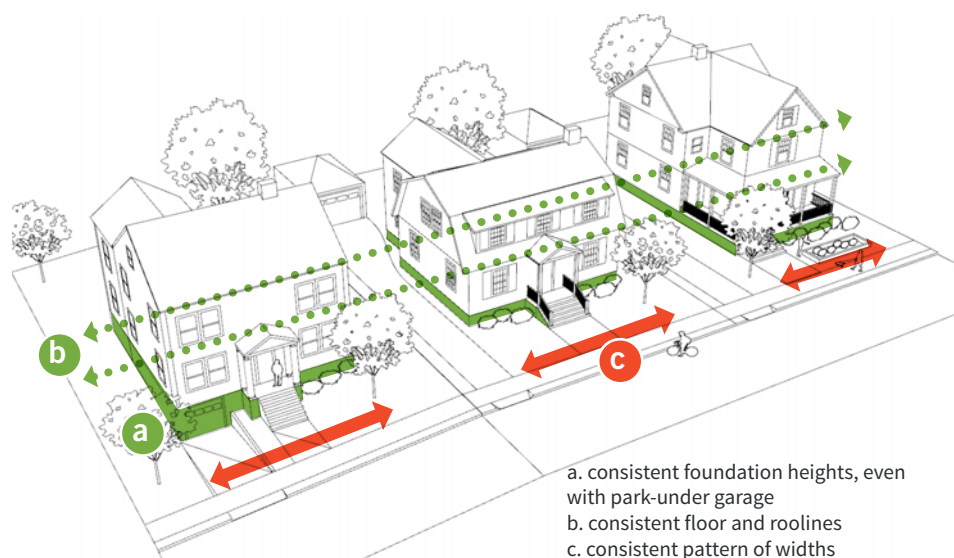 b
a
c
a. consistent foundation heights, even
with park-under garage
b. consistent floor and roolines
c. consistent pattern of widths